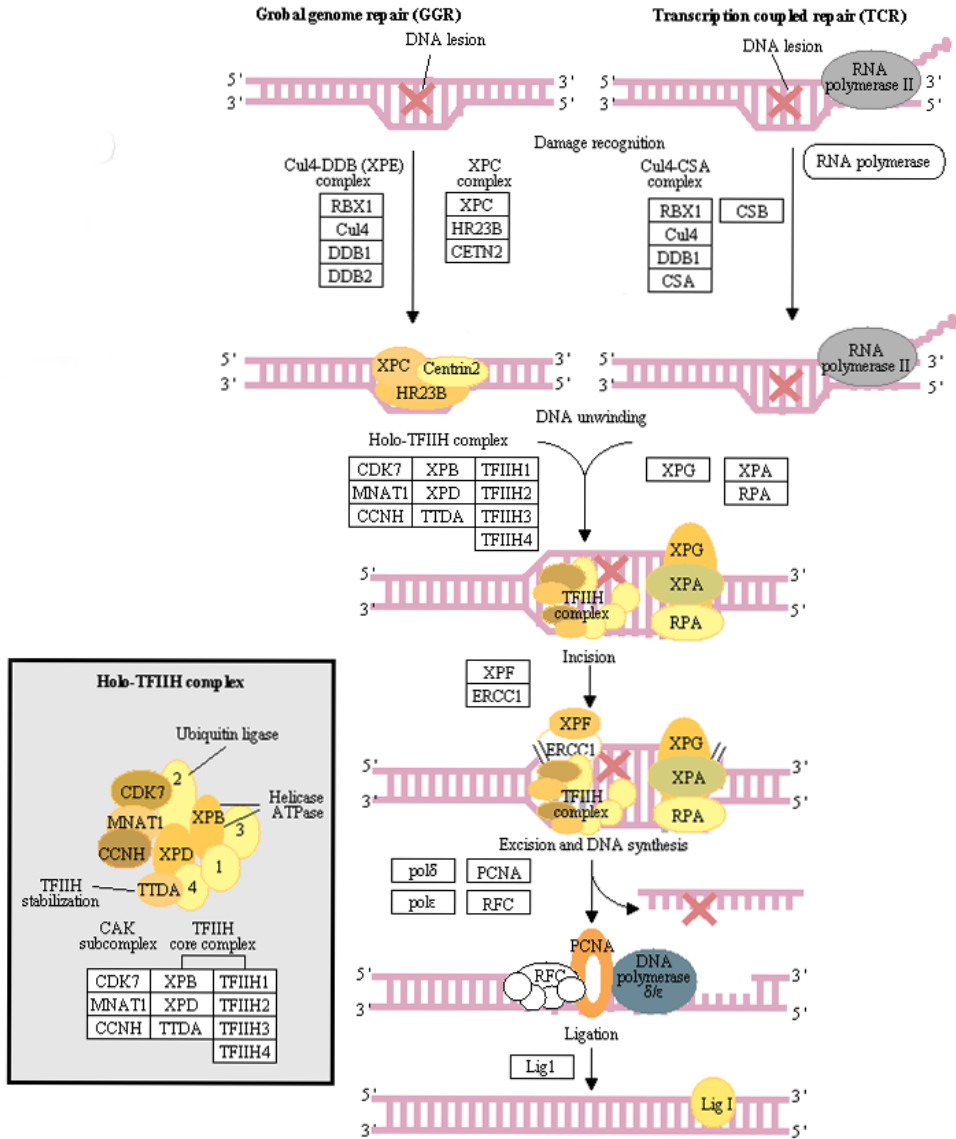 Grobal genome repair (GGR)
Transcription coupled repair (TCR)
DNA lesion
DNA lesion
RNA
polymerase II
5'
3'
3'
5'
5'
3'
3'
5'
Damage recognition
Cul4-DDB (XPE)
complex
RBX1
Cul4
DDB1
DDB2
XPC
complex
XPC
HR23B
CETN2
Cul4-CSA
complex
RBX1
Cul4
DDB1
CSA
CSB
RNA polymerase
5'
3'
3'
5'
XPC
Centrin2
HR23B
5'
3'
3'
5'
RNA
polymerase II
DNA unwinding
Holo-TFIIH complex
CDK7 XPB TFIIH1
MNAT1 XPD TFIIH2
CCNH TTDA TFIIH3
TFIIH4
XPG
XPA
RPA
5'
3'
3'
5'
TFIIH
complex
XPG
XPA
RPA
Incision
XPF
ERCC1
5'
3'
3'
5'
XPF
ERCC1
TFIIH
complex
XPG
XPA
RPA
Excision and DNA synthesis
polδ
PCNA
polε
RFC
5'
3'
3'
5'
RFC
PCNA
DNA
polymerase
δ/ε
Ligation
Lig1
5'
3'
3'
5'
Lig I
Holo-TFIIH complex
Ubiquitin ligase
CDK7
2
MNAT1
XPB
3
CCNH
XPD
1
TTDA
4
Helicase
ATPase
TFIIH
stabilization
CAK
subcomplex
TFIIH
core complex
CDK7 XPB TFIIH1
MNAT1 XPD TFIIH2
CCNH TTDA TFIIH3
TFIIH4